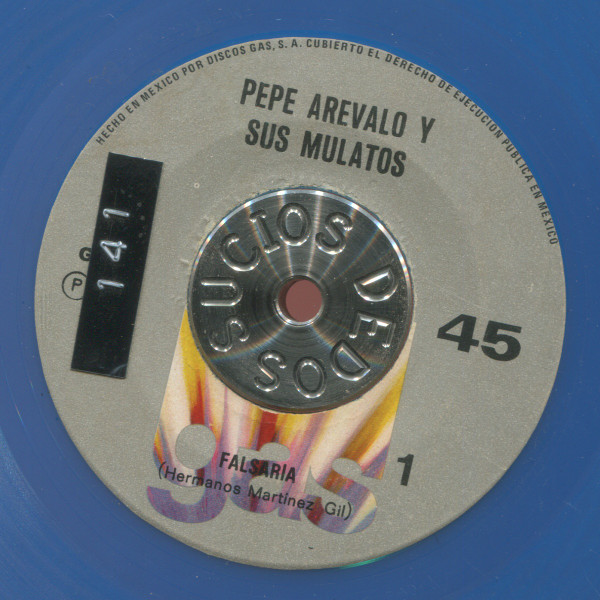 HECHO EN MEXICO POR DISCOS GAS, S. A. CUBIERTO EL DERECHO DE EJECUCION PUBLICA EN MEXICO
PEPE AREVALO Y
SUS MULATOS
141
G
P
DEDOS SUCIOS
45
1
FALSARIA
(Hermanos Martinez Gil)
gas